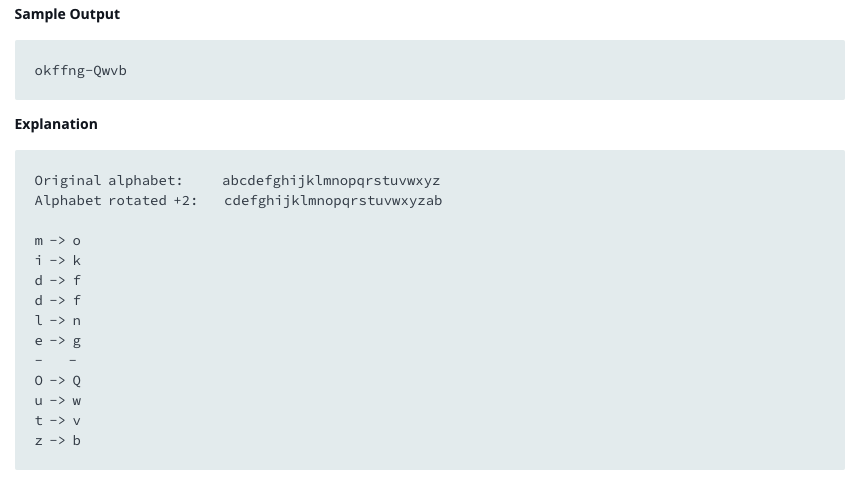 Sample Output
okffng-Qwvb
Explanation
Original alphabet: abcdefghijklmnopqrstuvwxyz
Alphabet rotated +2: cdefghijklmnopqrstuvwxyzab
m -> o
i -> k
d -> f
d -> f
l -> n
e -> g
- -
O -> Q
u -> w
t -> v
z -> b